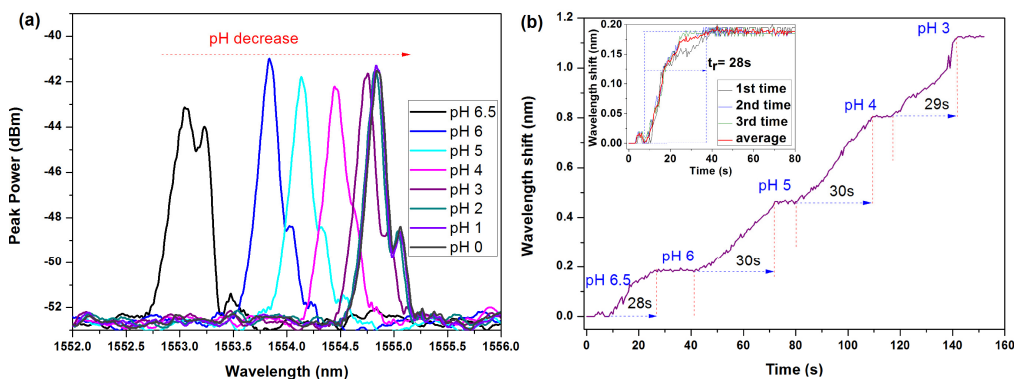 (a)
pH decrease
-40
-42
-44
-46
-48
-50
-52
Peak Power (dBm)
pH 6.5
pH 6
pH 5
pH 4
pH 3
pH 2
pH 1
pH 0
1552.0 1552.5 1553.0 1553.5 1554.0 1554.5 1555.0 1555.5 1556.0
Wavelength (nm)
(b)
1.2
1.0
0.8
0.6
0.4
0.2
0.0
Wavelength shift (nm)
0.20
0.15
0.10
0.05
0.00
Wavelength shift (nm)
tr= 28s
1st time
2nd time
3rd time
average
0 20 40 60 80
Time (s)
pH 3
pH 4
29s
pH 5
30s
pH 6
30s
pH 6.5
28s
0 20 40 60 80 100 120 140 160
Time (s)